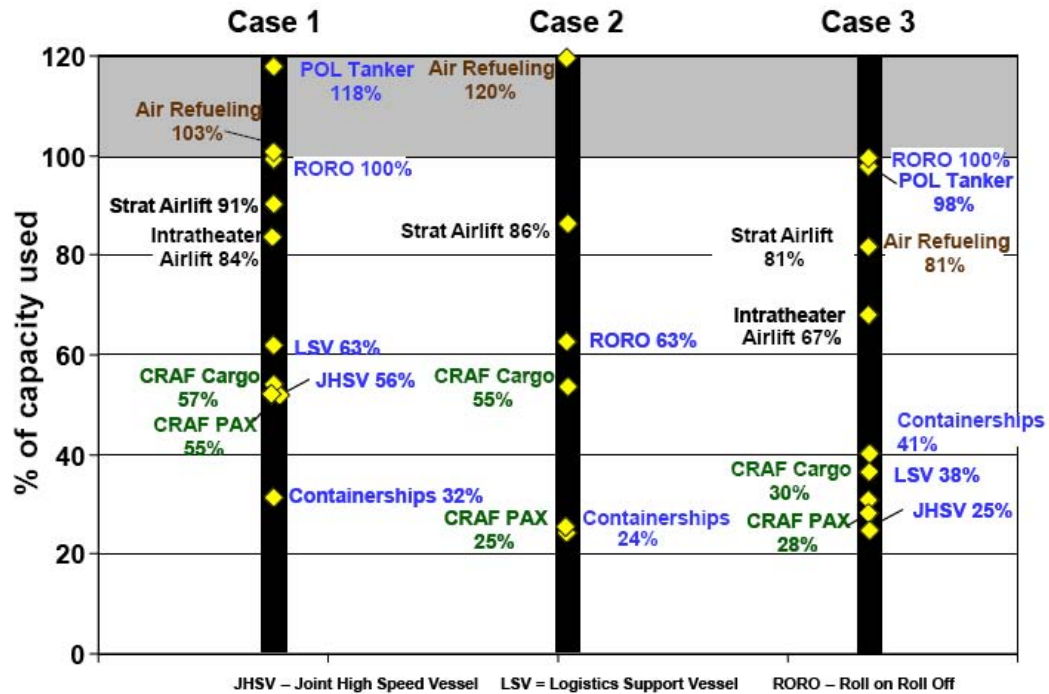 Case 1
Case 2
Case 3
% of capacity used
120
100
80
60
40
20
0
POL Tanker
118%
Air Refueling
103%
RORO 100%
Strat Airlift 91%
Intratheater
Airlift 84%
LSV 63%
CRAF Cargo
57%
JHSV 56%
CRAF PAX
55%
Containerships 32%
Air Refueling
120%
Strat Airlift 86%
RORO 63%
CRAF Cargo
55%
CRAF PAX
25%
Containerships
24%
RORO 100%
POL Tanker
98%
Strat Airlift
81%
Air Refueling
81%
Intratheater
Airlift 67%
Containerships
41%
LSV 38%
CRAF Cargo
30%
JHSV 25%
CRAF PAX
28%
JHSV – Joint High Speed Vessel LSV = Logistics Support Vessel RORO – Roll on Roll Off